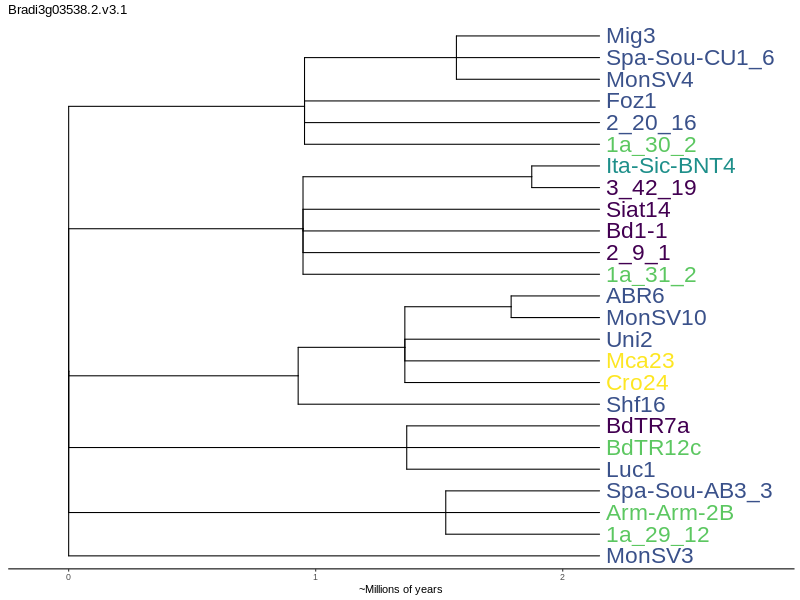 Bradi3g03538.2.v3.1
Mig3
Spa-Sou-CU1_6
MonSV4
Foz1
2_20_16
1a_30_2
Ita-Sic-BNT4
3_42_19
Siat14
Bd1-1
2_9_1
1a_31_2
ABR6
MonSV10
Uni2
Mca23
Cro24
Shf16
BdTR7a
BdTR12c
Luc1
Spa-Sou-AB3_3
Arm-Arm-2B
1a_29_12
MonSV3
0 1 2
~Millions of years